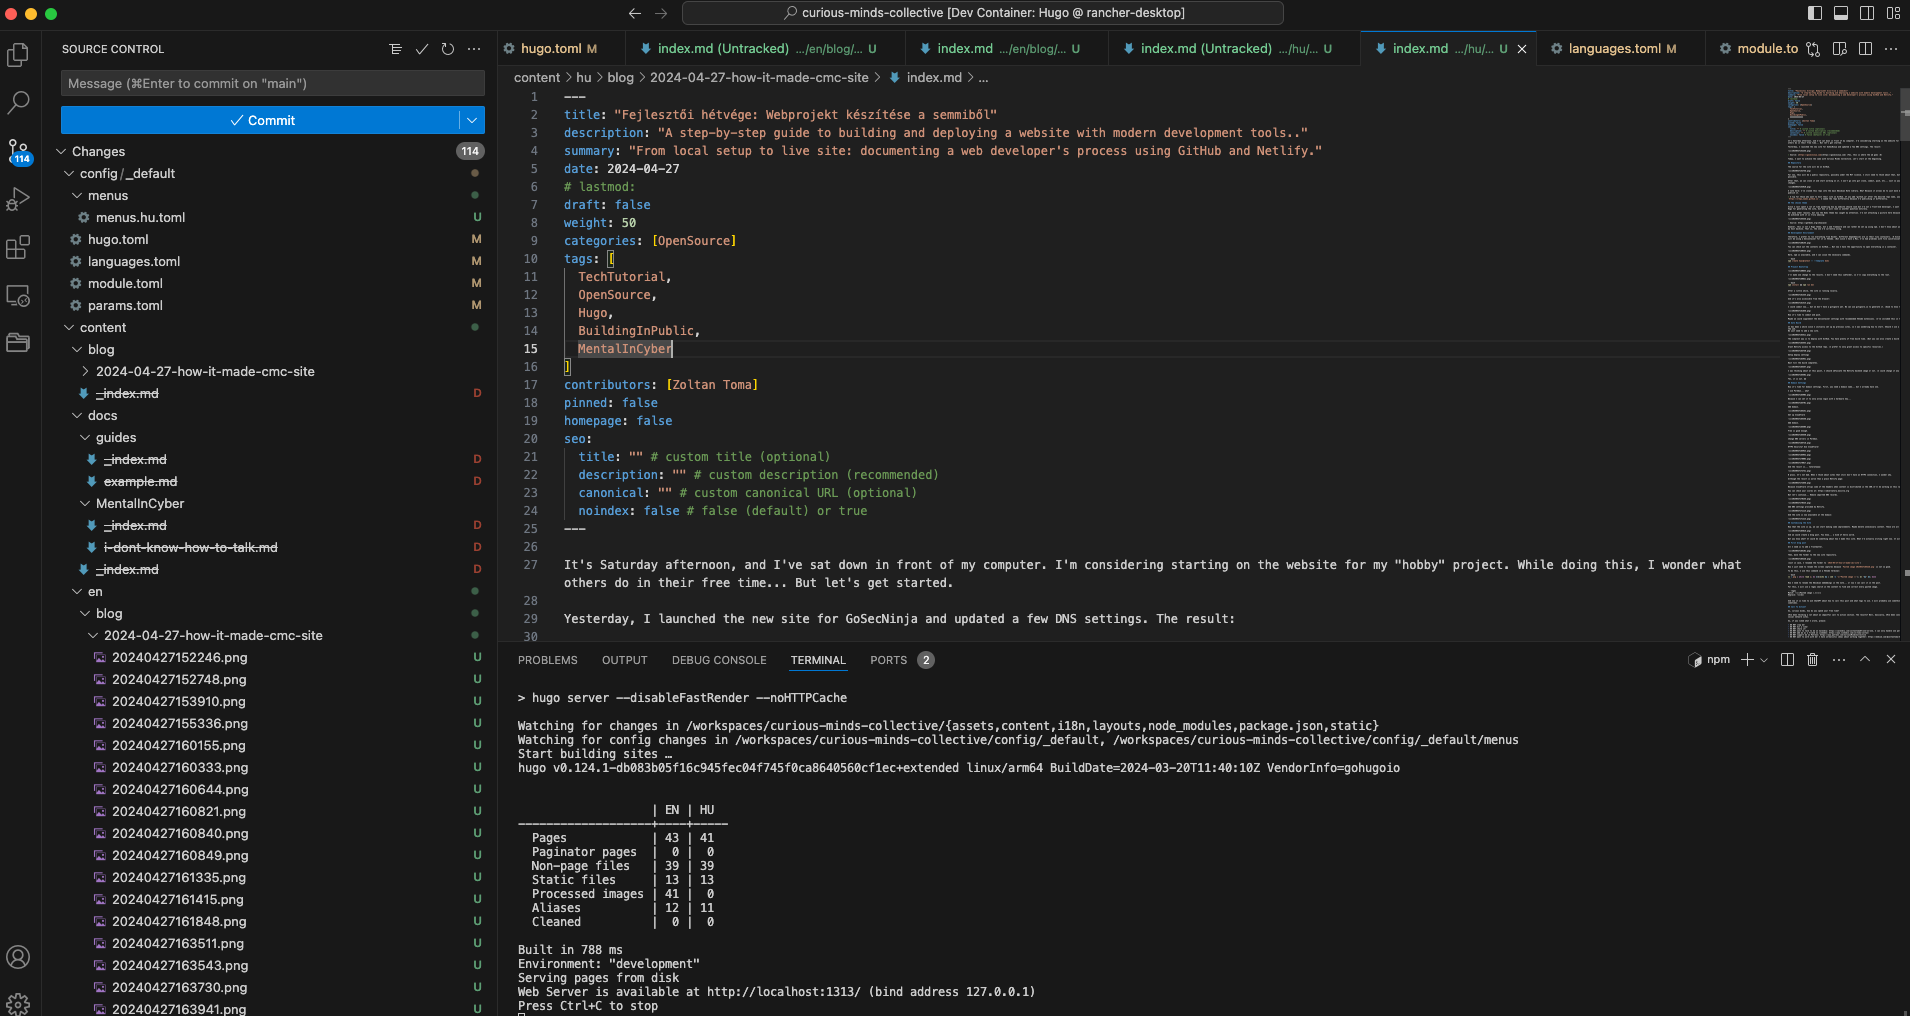 curious-minds-collective [Dev Container: Hugo @ rancher-desktop]
SOURCE CONTROL
Message (⌘Enter to commit on "main")
Commit
Changes 114
config/_default
menus
menus.hu.toml U
hugo.toml M
languages.toml M
module.toml M
params.toml M
content
blog
2024-04-27-how-it-made-cmc-site
_index.md D
docs
guides
_index.md D
example.md D
MentalInCyber
_index.md D
i-dont-know-how-to-talk.md D
_index.md D
en
blog
2024-04-27-how-it-made-cmc-site
20240427152246.png U
20240427152748.png U
20240427153910.png U
20240427155336.png U
20240427160155.png U
20240427160333.png U
20240427160644.png U
20240427160821.png U
20240427160840.png U
20240427160849.png U
20240427161335.png U
20240427161415.png U
20240427161848.png U
20240427163511.png U
20240427163543.png U
20240427163730.png U
20240427163941.png U
114
hugo.toml M
index.md (Untracked) .../en/blog/... U
index.md .../en/blog/... U
index.md (Untracked) .../hu/... U
index.md .../hu/... U
languages.toml M
module.to
content > hu > blog > 2024-04-27-how-it-made-cmc-site > index.md > ...
1 ---
2 title: "Fejlesztői hétvége: Webprojekt készítése a semmiből"
3 description: "A step-by-step guide to building and deploying a website with modern development tools.."
4 summary: "From local setup to live site: documenting a web developer's process using GitHub and Netlify."
5 date: 2024-04-27
6 # lastmod:
7 draft: false
8 weight: 50
9 categories: [OpenSource]
10 tags: [
11 TechTutorial,
12 OpenSource,
13 Hugo,
14 BuildingInPublic,
15 MentalInCyber
16 ]
17 contributors: [Zoltan Toma]
18 pinned: false
19 homepage: false
20 seo:
21 title: "" # custom title (optional)
22 description: "" # custom description (recommended)
23 canonical: "" # custom canonical URL (optional)
24 noindex: false # false (default) or true
25 ---
26
27 It's Saturday afternoon, and I've sat down in front of my computer. I'm considering starting on the website for my "hobby" project. While doing this, I wonder what
others do in their free time... But let's get started.
28
29 Yesterday, I launched the new site for GoSecNinja and updated a few DNS settings. The result:
30
PROBLEMS OUTPUT DEBUG CONSOLE TERMINAL PORTS 2 npm
> hugo server --disableFastRender --noHTTPCache
Watching for changes in /workspaces/curious-minds-collective/{assets,content,i18n,layouts,node_modules,package.json,static}
Watching for config changes in /workspaces/curious-minds-collective/config/_default, /workspaces/curious-minds-collective/config/_default/menus
Start building sites …
hugo v0.124.1-db083b05f16c945fec04f745f0ca8640560cf1ec+extended linux/arm64 BuildDate=2024-03-20T11:40:10Z VendorInfo=gohugoio
| EN | HU
-------------------+----+-----
Pages | 43 | 41
Paginator pages | 0 | 0
Non-page files | 39 | 39
Static files | 13 | 13
Processed images | 41 | 0
Aliases | 12 | 11
Cleaned | 0 | 0
Built in 788 ms
Environment: "development"
Serving pages from disk
Web Server is available at http://localhost:1313/ (bind address 127.0.0.1)
Press Ctrl+C to stop